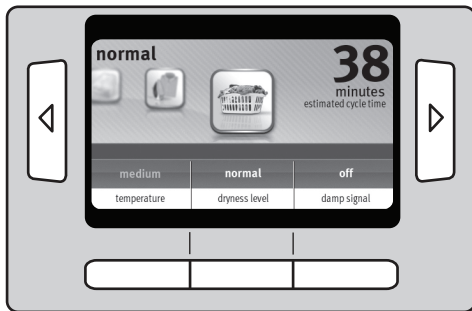 normal
38
minutes
estimated cycle time
medium normal off
temperature dryness level damp signal